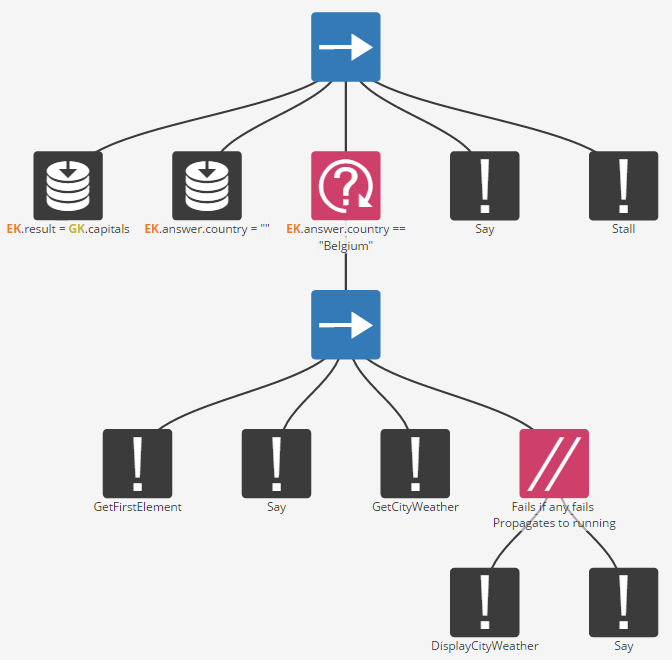 EK.result = GK.capitals
EK.answer.country = ""
EK.answer.country ==
"Belgium"
Say
Stall
GetFirstElement
Say
GetCityWeather
Fails if any fails
Propagates to running
DisplayCityWeather
Say